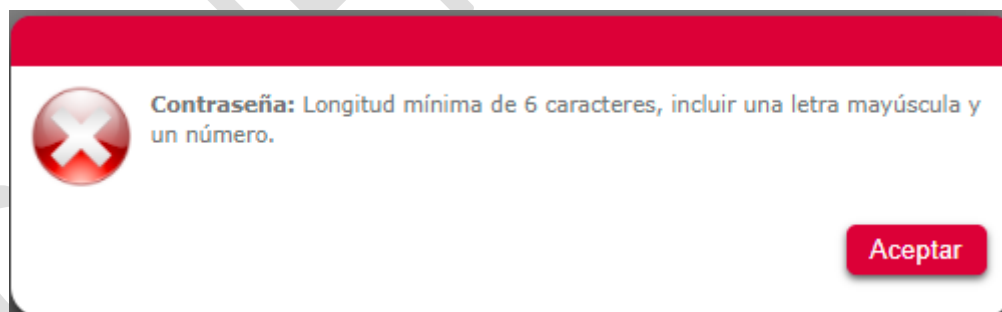 Contraseña: Longitud mínima de 6 caracteres, incluir una letra mayúscula y
un número.
Aceptar